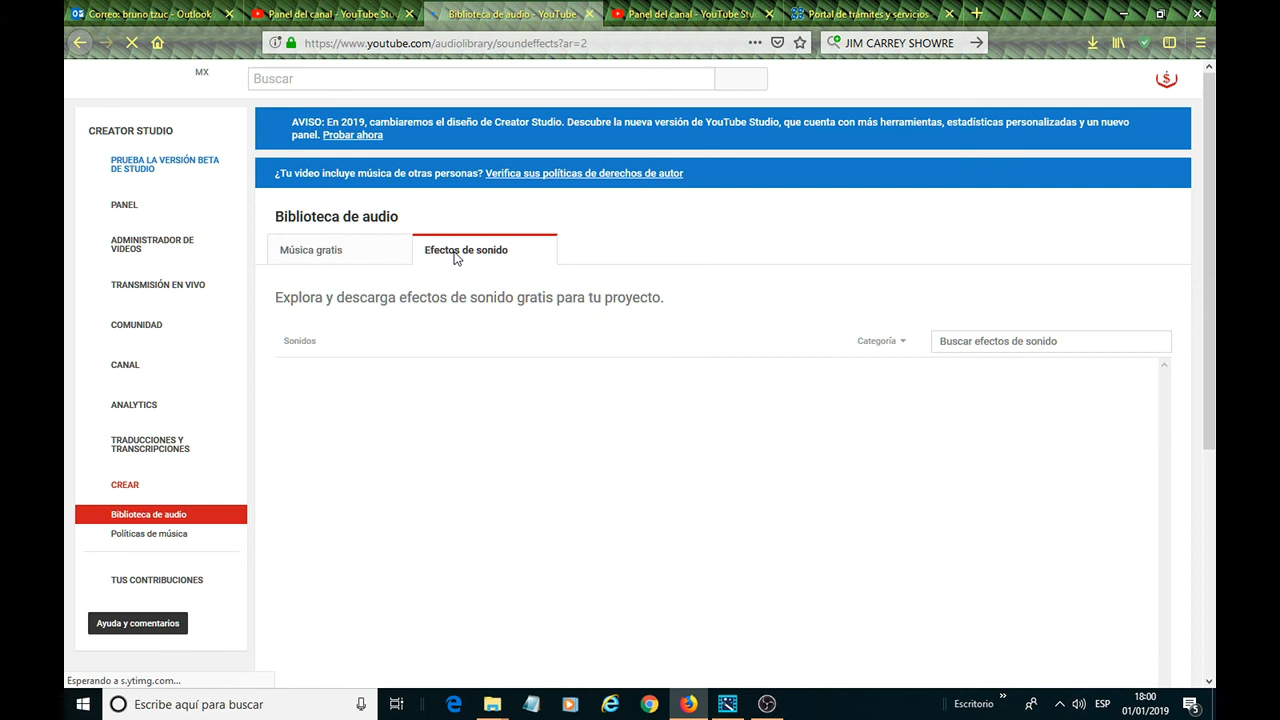 Correo: bruno tzuc - Outlook
Panel del canal - YouTube Stu
Biblioteca de audio - YouTube
Panel del canal - YouTube Stu
Portal de trámites y servicios
https://www.youtube.com/audiolibrary/soundeffects?ar=2
JIM CARREY SHOWRE
MX
Buscar
CREATOR STUDIO
PRUEBA LA VERSIÓN BETA
DE STUDIO
PANEL
ADMINISTRADOR DE
VIDEOS
TRANSMISIÓN EN VIVO
COMUNIDAD
CANAL
ANALYTICS
TRADUCCIONES Y
TRANSCRIPCIONES
CREAR
Biblioteca de audio
Políticas de música
TUS CONTRIBUCIONES
Ayuda y comentarios
AVISO: En 2019, cambiaremos el diseño de Creator Studio. Descubre la nueva versión de YouTube Studio, que cuenta con más herramientas, estadísticas personalizadas y un nuevo
panel. Probar ahora
¿Tu video incluye música de otras personas? Verifica sus políticas de derechos de autor
Biblioteca de audio
Música gratis
Efectos de sonido
Explora y descarga efectos de sonido gratis para tu proyecto.
Sonidos
Categoría
Buscar efectos de sonido
Esperando a s.ytimg.com...
Escribe aquí para buscar
Escritorio
ESP
18:00
01/01/2019
5